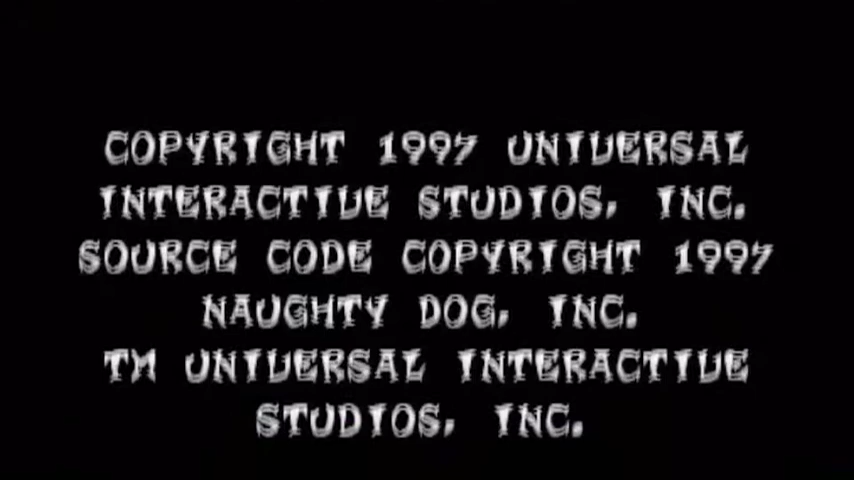 COPYRIGHT 1997 UNIVERSAL
INTERACTIVE STUDIOS, INC.
SOURCE CODE COPYRIGHT 1997
NAUGHTY DOG, INC.
TM UNIVERSAL INTERACTIVE
STUDIOS, INC.